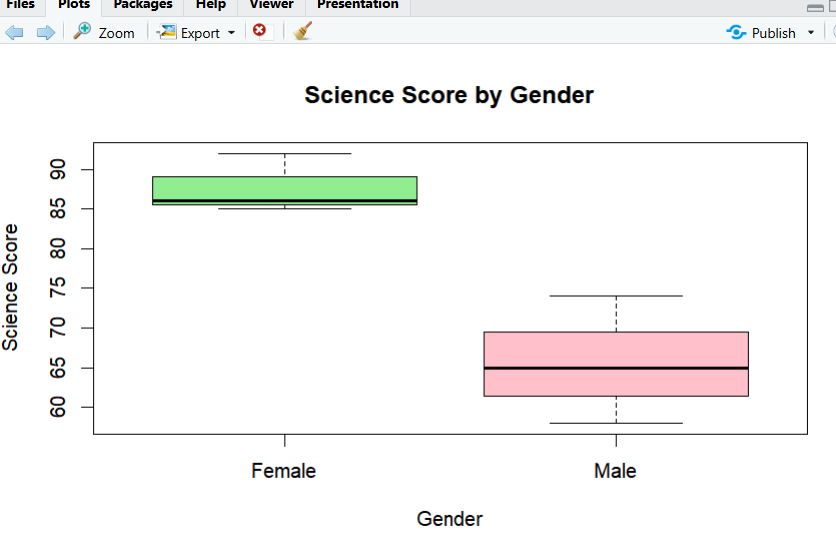 Files Plots Packages Help Viewer Presentation
Zoom Export Publish
Science Score by Gender
Science Score
90
85
80
75
70
65
60
Female Male
Gender